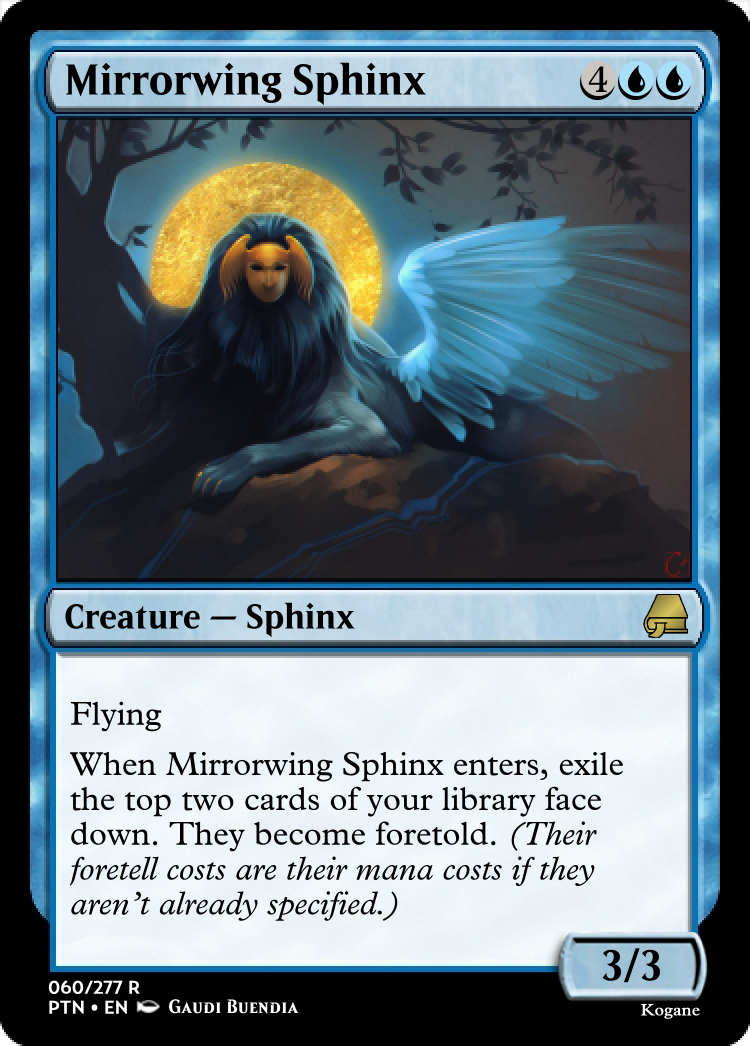 Mirrorwing Sphinx 4
Creature — Sphinx
Flying
When Mirrorwing Sphinx enters, exile
the top two cards of your library face
down. They become foretold. (Their
foretell costs are their mana costs if they
aren't already specified.)
3/3
060/277 R
PTN • EN Gaudi Buendia
Kogane